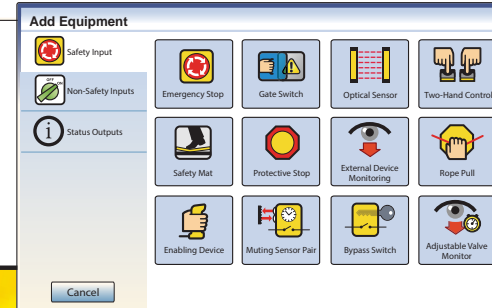 Add Equipment
Safety Input
OFF
ON
Non-Safety Inputs
i
Status Outputs
Emergency Stop
Gate Switch
Optical Sensor
Two-Hand Control
Safety Mat
Protective Stop
External Device
Monitoring
Rope Pull
Enabling Device
Muting Sensor Pair
Bypass Switch
Adjustable Valve
Monitor
Cancel